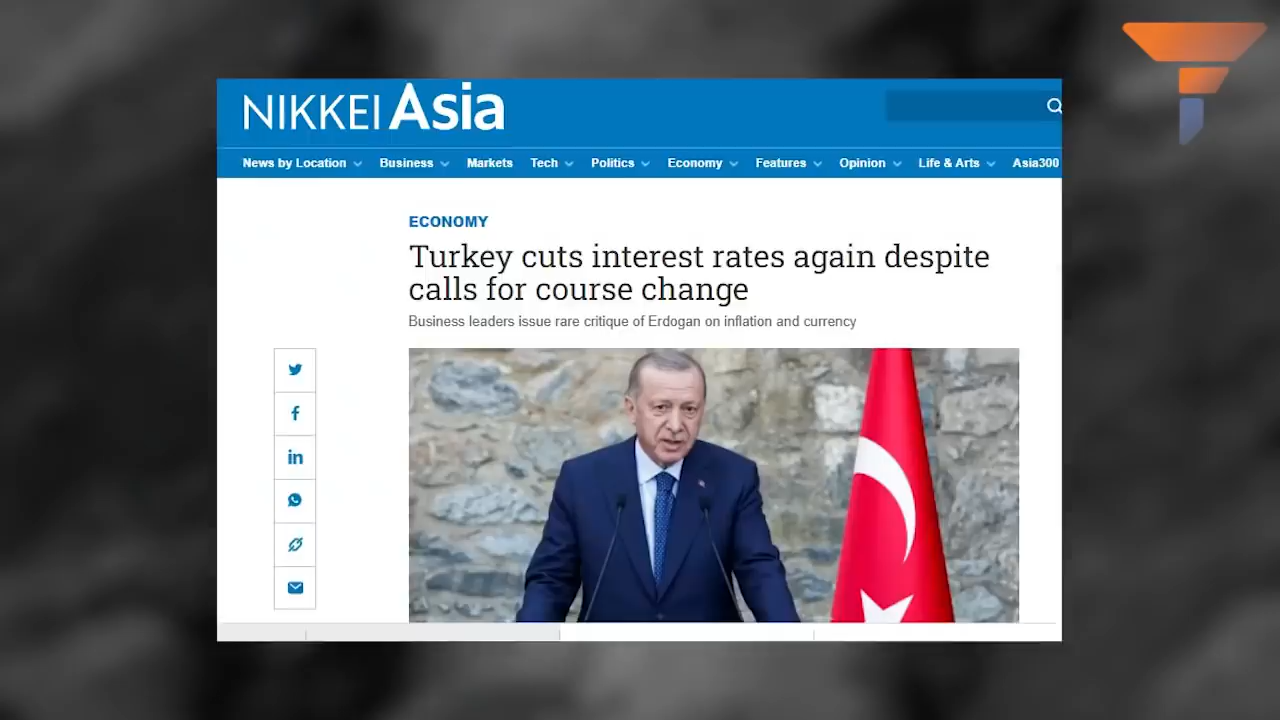 NIKKEI Asia
News by Location Business Markets Tech Politics Economy Features Opinion Life & Arts Asia300
ECONOMY
Turkey cuts interest rates again despite
calls for course change
Business leaders issue rare critique of Erdogan on inflation and currency